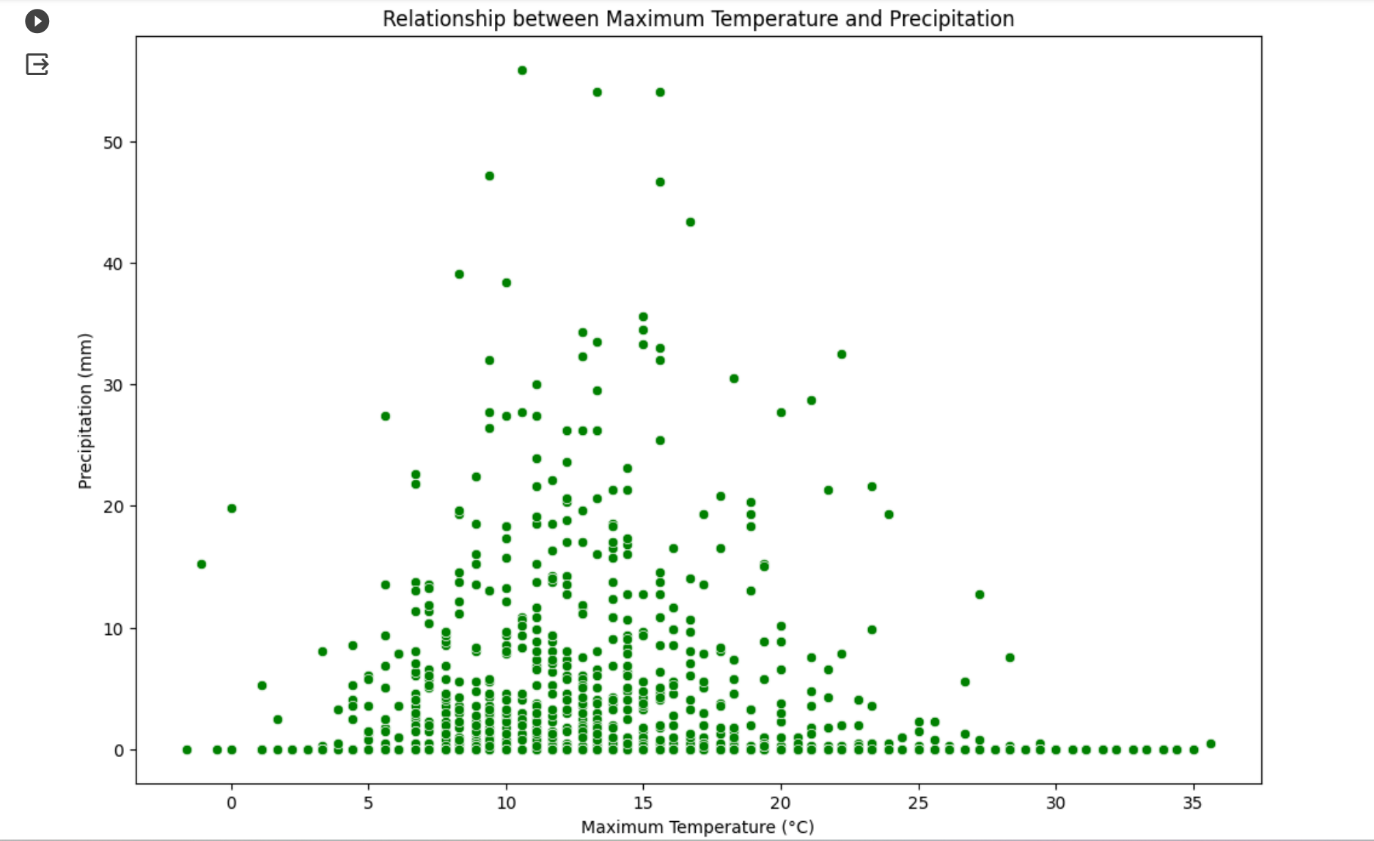 Relationship between Maximum Temperature and Precipitation
50
40
30
20
10
0
Precipitation (mm)
0 5 10 15 20 25 30 35
Maximum Temperature (°C)